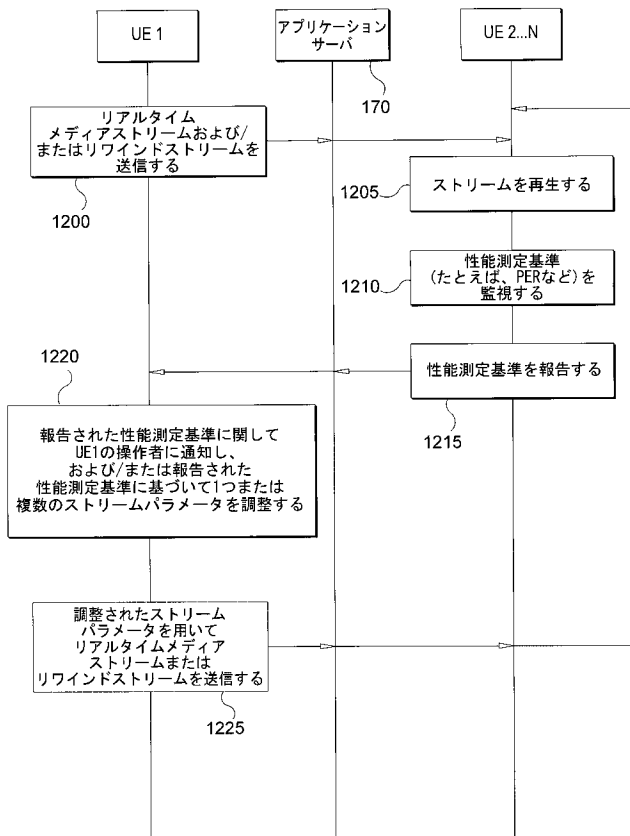 UE 1
アプリケーション
サーバ
UE 2...N
170
リアルタイム
メディアストリームおよび/
またはリワインドストリームを
送信する
1200
1205
ストリームを再生する
1210
性能測定基準
(たとえば、PERなど)を
監視する
性能測定基準を報告する
1215
1220
報告された性能測定基準に関して
UE1の操作者に通知し、
および/または報告された
性能測定基準に基づいて1つまたは
複数のストリームパラメータを調整する
調整されたストリーム
パラメータを用いて
リアルタイムメディア
ストリームまたは
リワインドストリームを送信する
1225